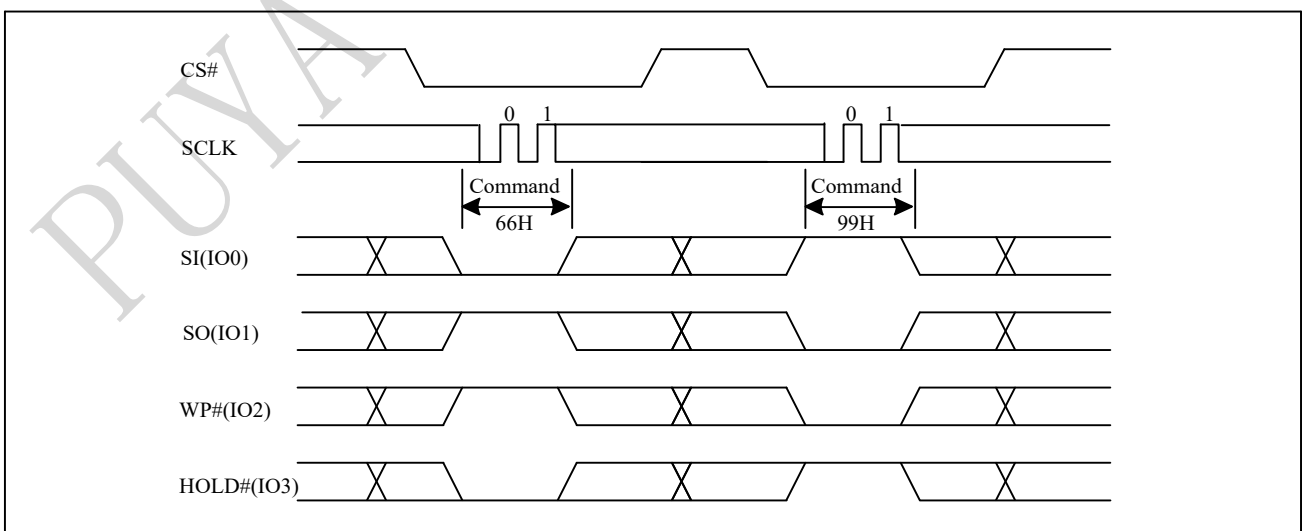 PUYA
CS#
0 1 0 1
SCLK
Command Command
66H 99H
SI(IO0)
SO(IO1)
WP#(IO2)
HOLD#(IO3)